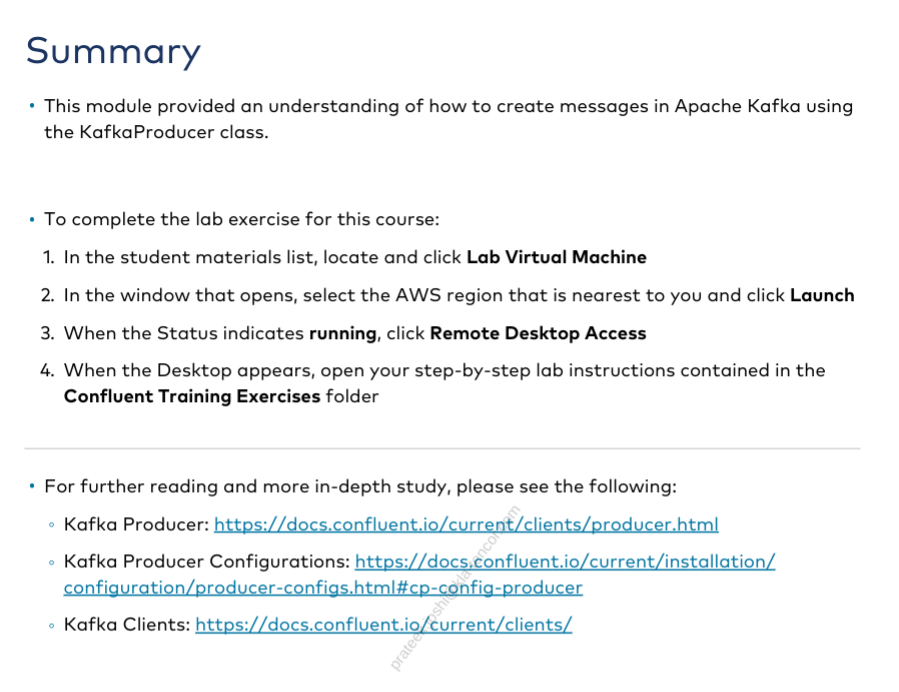 Summary
• This module provided an understanding of how to create messages in Apache Kafka using
the KafkaProducer class.
• To complete the lab exercise for this course:
1. In the student materials list, locate and click Lab Virtual Machine
2. In the window that opens, select the AWS region that is nearest to you and click Launch
3. When the Status indicates running, click Remote Desktop Access
4. When the Desktop appears, open your step-by-step lab instructions contained in the
Confluent Training Exercises folder
• For further reading and more in-depth study, please see the following:
◦ Kafka Producer: https://docs.confluent.io/current/clients/producer.html
◦ Kafka Producer Configurations: https://docs.confluent.io/current/installation/
configuration/producer-configs.html#cp-config-producer
◦ Kafka Clients: https://docs.confluent.io/current/clients/